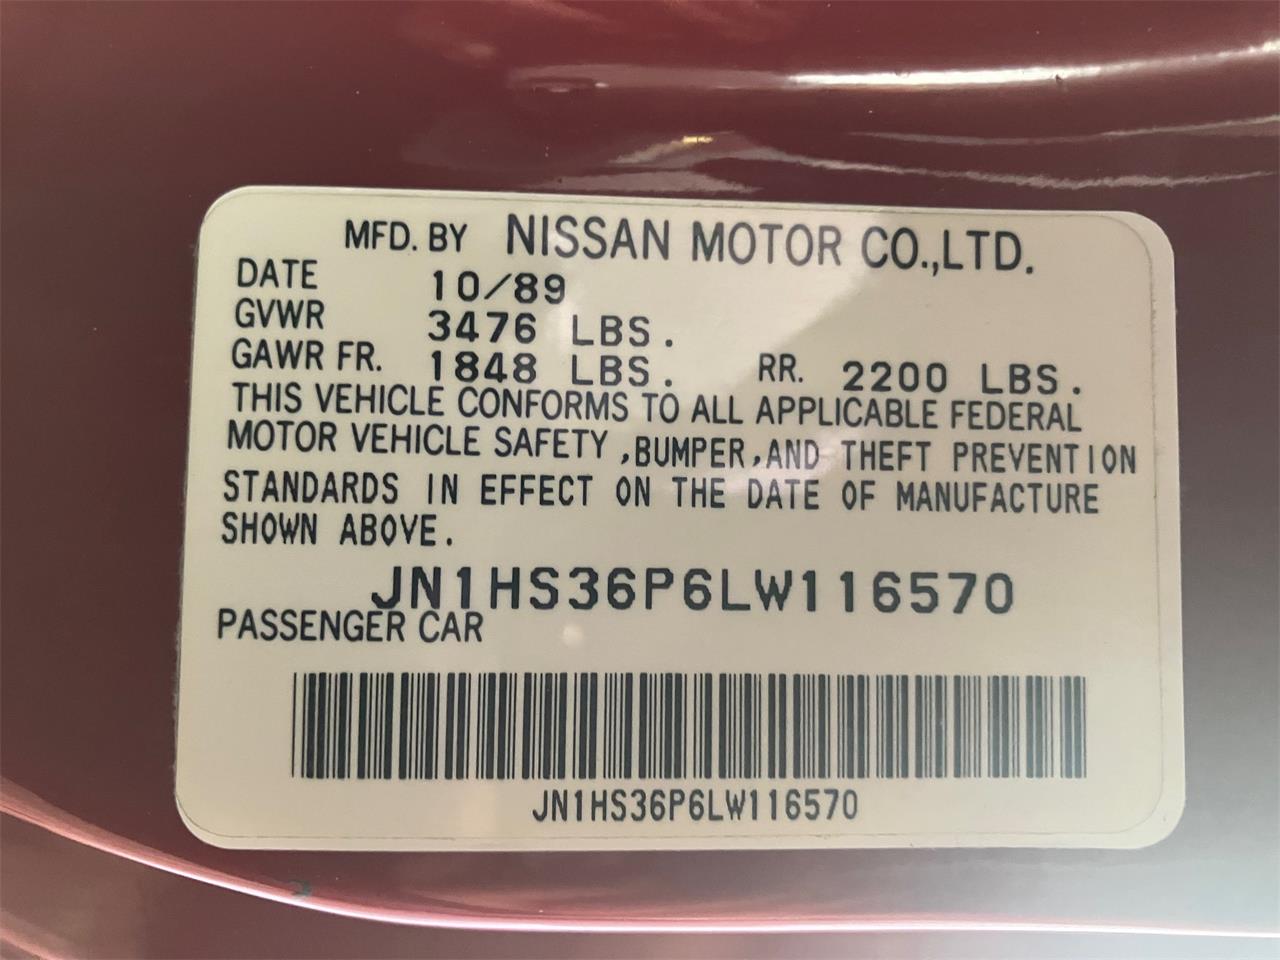 MFD. BY NISSAN MOTOR CO.,LTD.
DATE 10/89
GVWR 3476 LBS.
GAWR FR. 1848 LBS. RR. 2200 LBS.
THIS VEHICLE CONFORMS TO ALL APPLICABLE FEDERAL
MOTOR VEHICLE SAFETY ,BUMPER,AND THEFT PREVENTION
STANDARDS IN EFFECT ON THE DATE OF MANUFACTURE
SHOWN ABOVE.
JN1HS36P6LW116570
PASSENGER CAR
JN1HS36P6LW116570